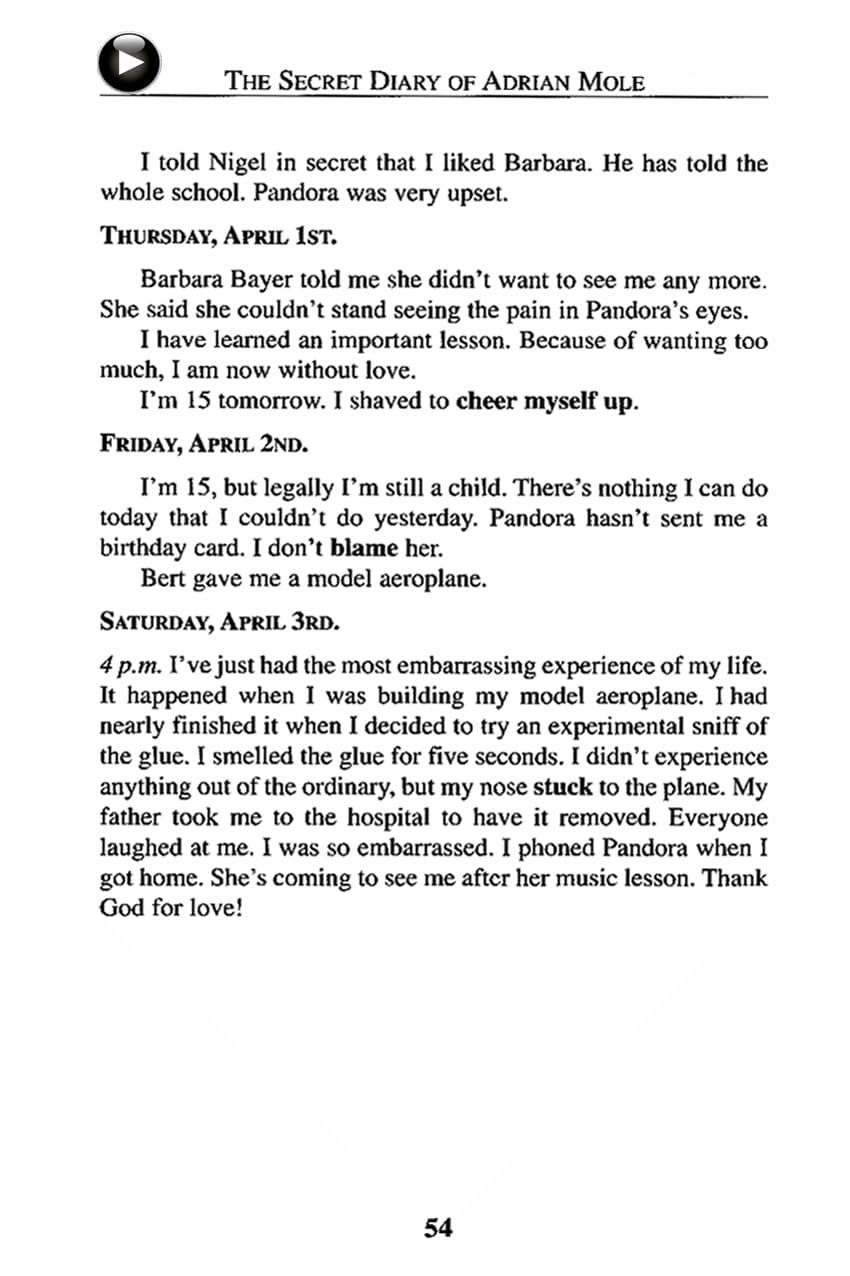 THE SECRET DIARY OF ADRIAN MOLE
I told Nigel in secret that I liked Barbara. He has told the
whole school. Pandora was very upset.
THURSDAY, APRIL 1ST.
Barbara Bayer told me she didn't want to see me any more.
She said she couldn't stand seeing the pain in Pandora's eyes.
I have learned an important lesson. Because of wanting too
much, I am now without love.
I'm 15 tomorrow. I shaved to cheer myself up.
FRIDAY, APRIL 2ND.
I'm 15, but legally I'm still a child. There's nothing I can do
today that I couldn't do yesterday. Pandora hasn't sent me a
birthday card. I don't blame her.
Bert gave me a model aeroplane.
SATURDAY, APRIL 3RD.
4 p.m. I've just had the most embarrassing experience of my life.
It happened when I was building my model aeroplane. I had
nearly finished it when I decided to try an experimental sniff of
the glue. I smelled the glue for five seconds. I didn't experience
anything out of the ordinary, but my nose stuck to the plane. My
father took me to the hospital to have it removed. Everyone
laughed at me. I was so embarrassed. I phoned Pandora when I
got home. She's coming to see me after her music lesson. Thank
God for love!
54